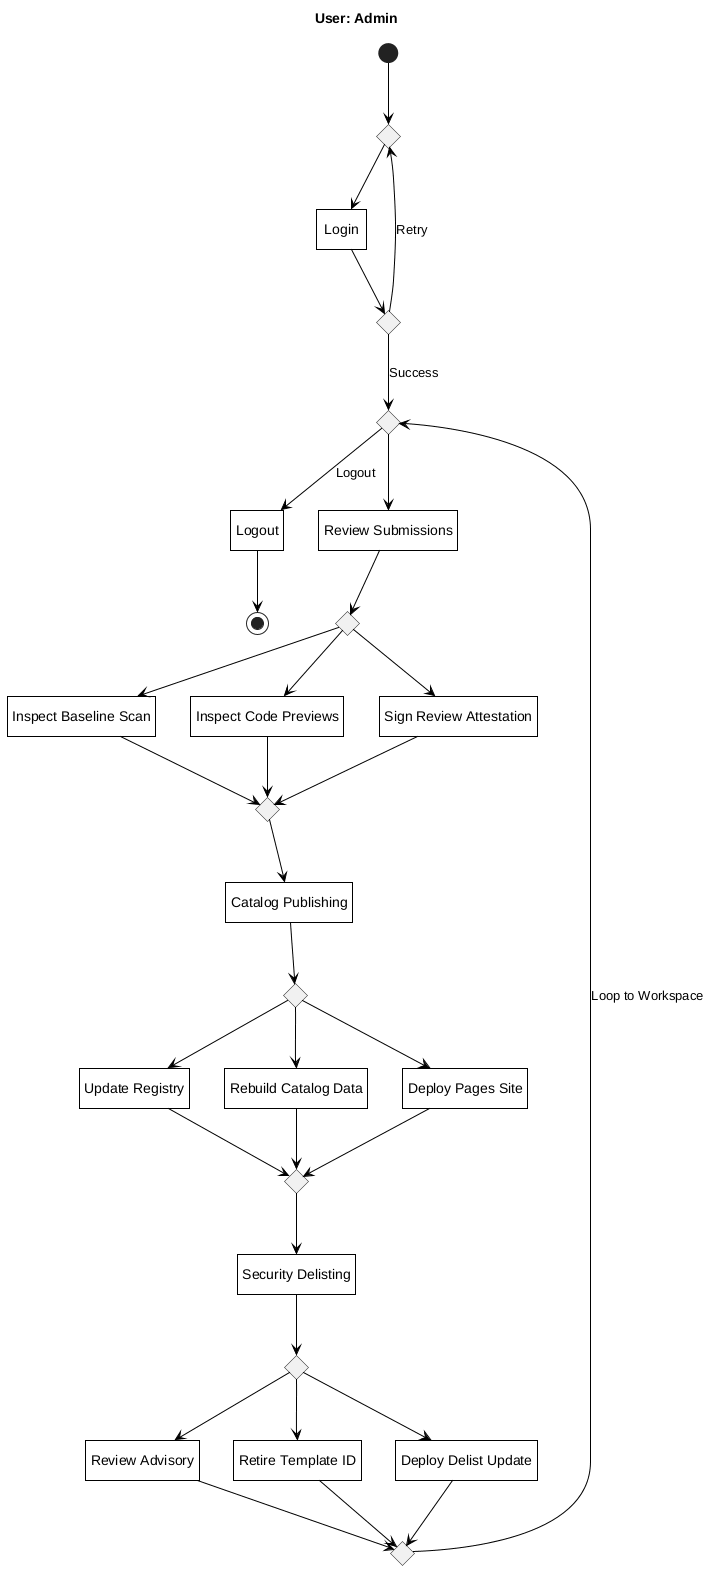 User: Admin
Login
Retry
Success
Logout
Logout
Review Submissions
Inspect Baseline Scan
Inspect Code Previews
Sign Review Attestation
Catalog Publishing
Loop to Workspace
Update Registry
Rebuild Catalog Data
Deploy Pages Site
Security Delisting
Review Advisory
Retire Template ID
Deploy Delist Update